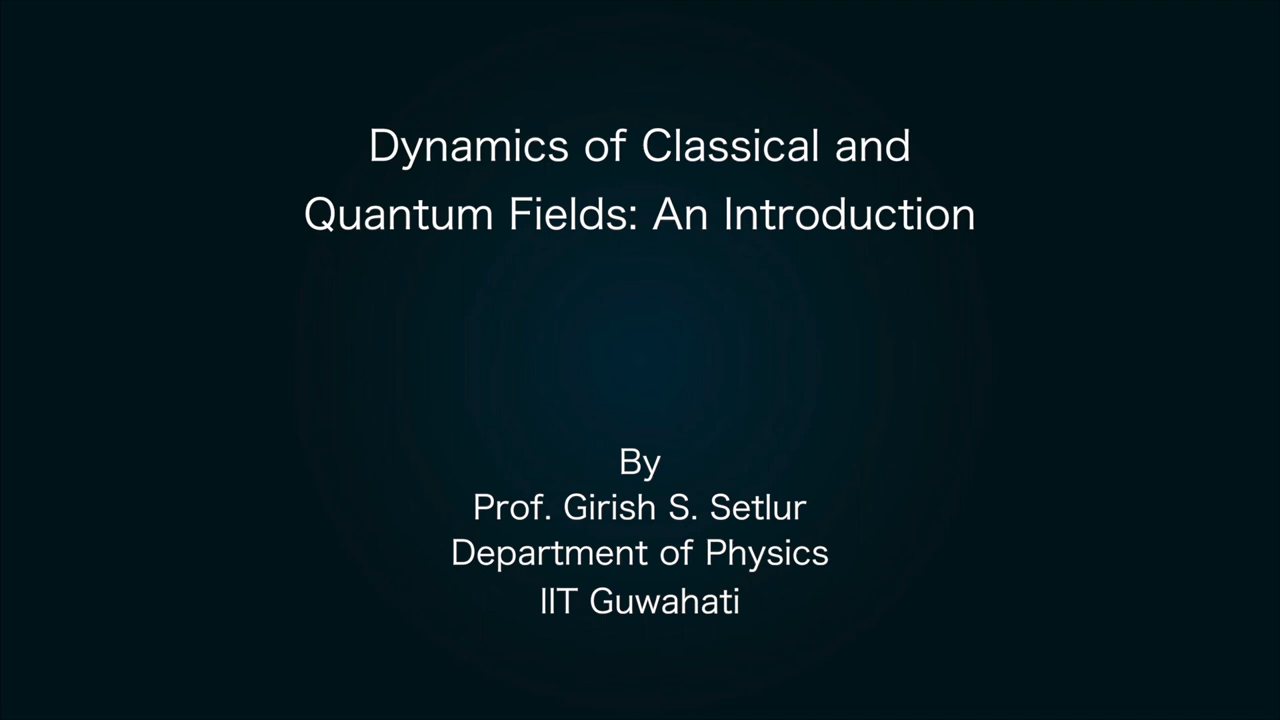 Dynamics of Classical and
Quantum Fields: An Introduction
By
Prof. Girish S. Setlur
Department of Physics
IIT Guwahati